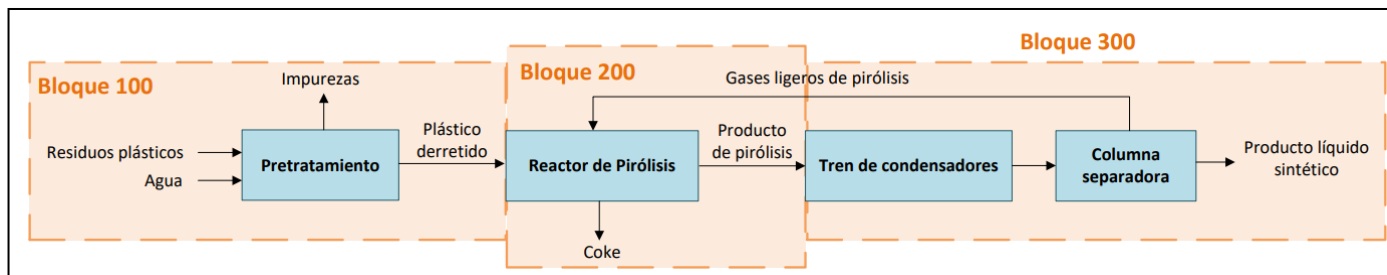 Bloque 300
Bloque 200
Bloque 100
Impurezas
Gases ligeros de pirólisis
Residuos plásticos
Agua
Pretratamiento
Plástico
derretido
Reactor de Pirólisis
Producto
de pirólisis
Tren de condensadores
Columna
separadora
Producto líquido
sintético
Coke